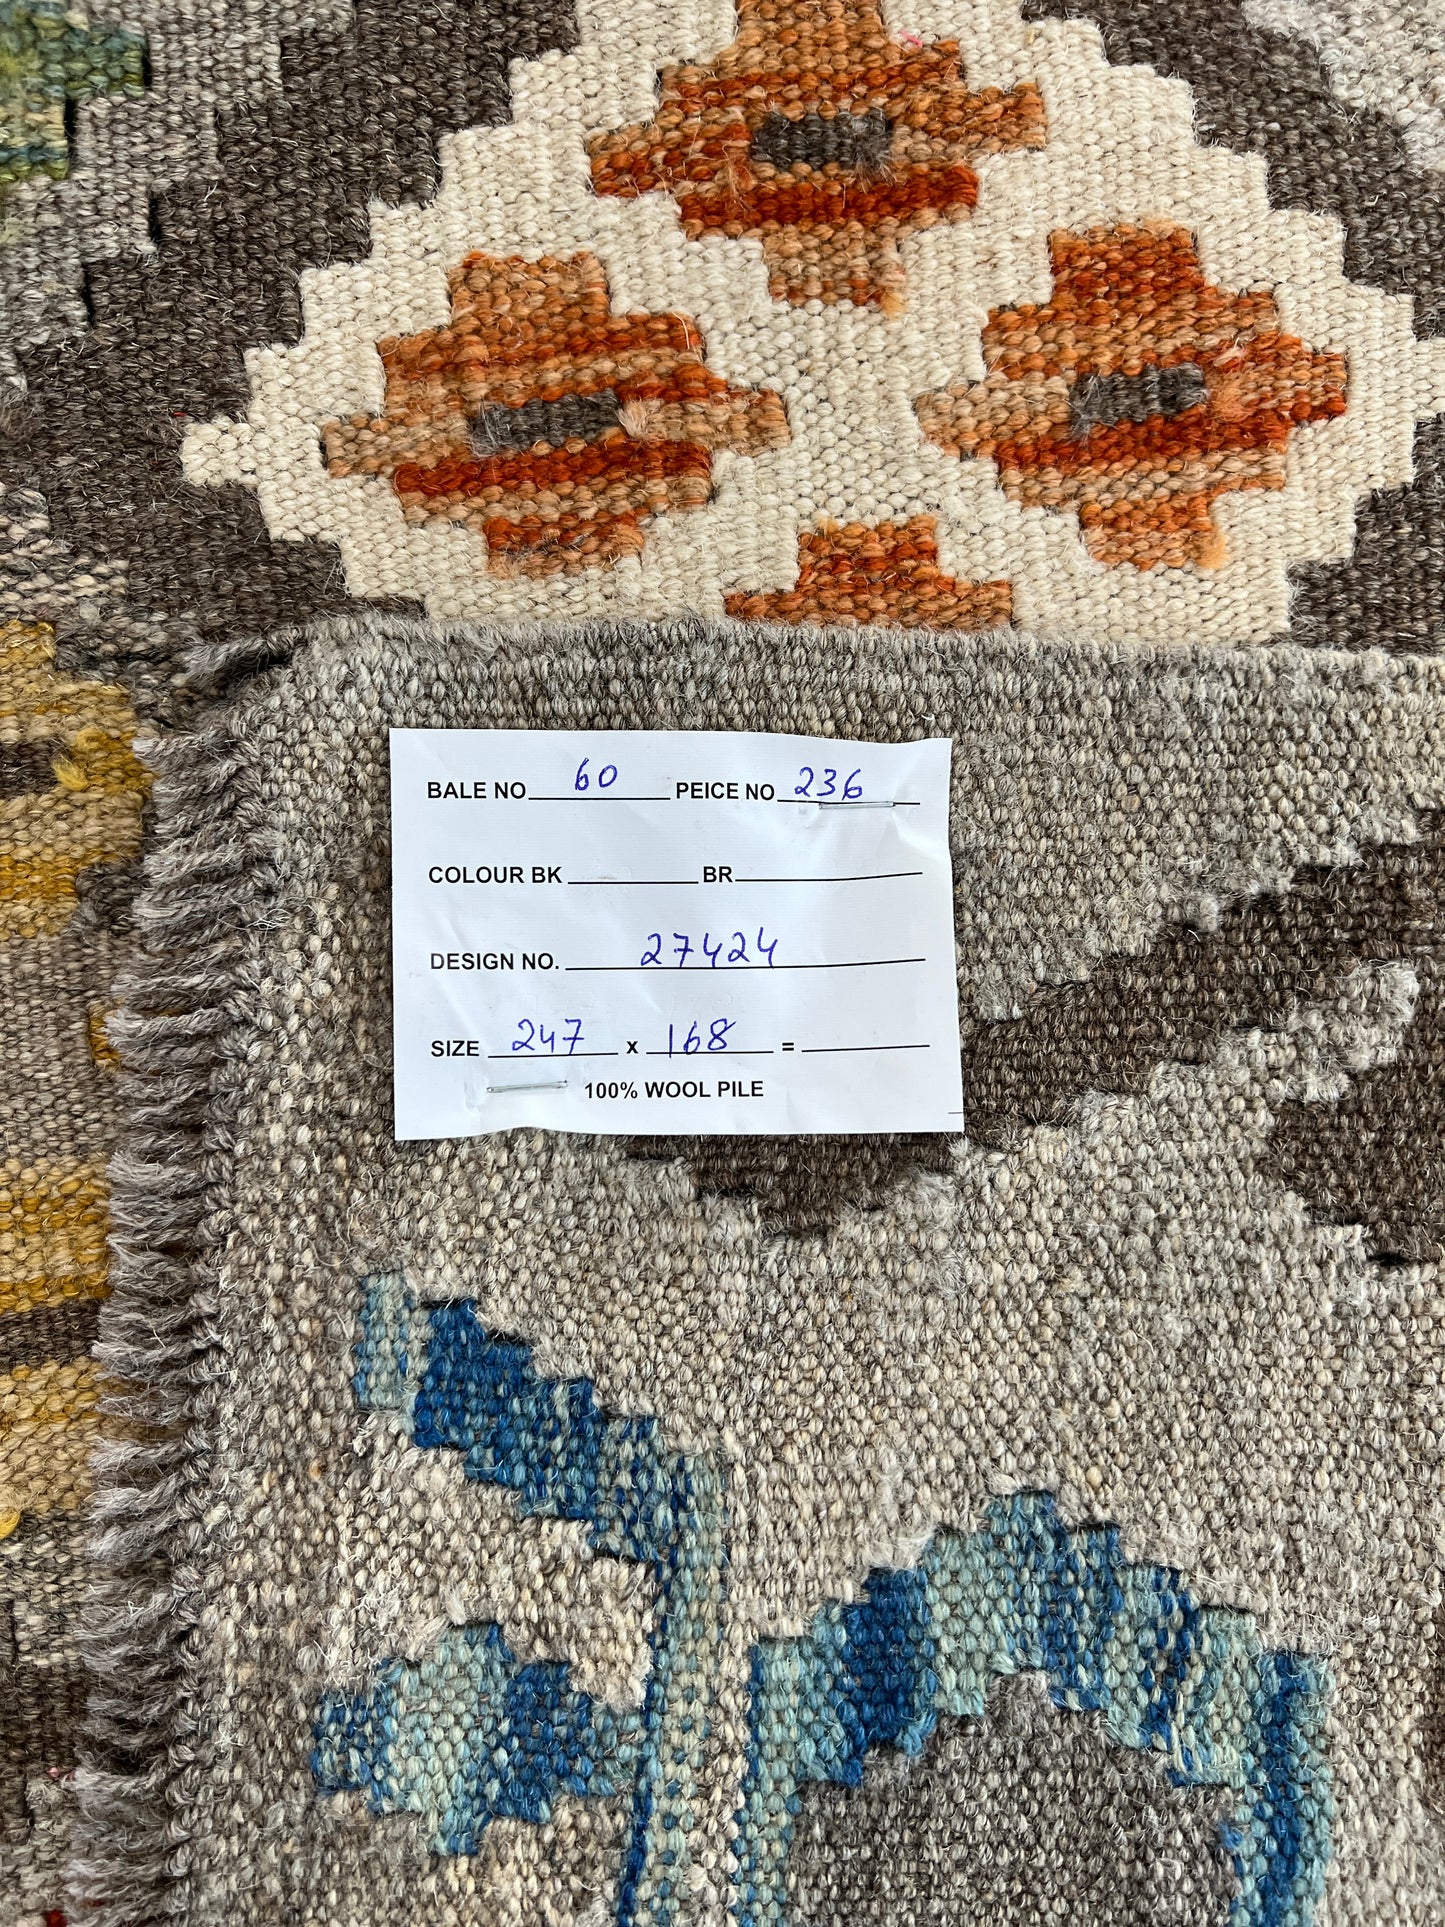 BALE NO 60 PEICE NO 236
COLOUR BK BR
DESIGN NO. 27424
SIZE 247 x 168 =
100% WOOL PILE